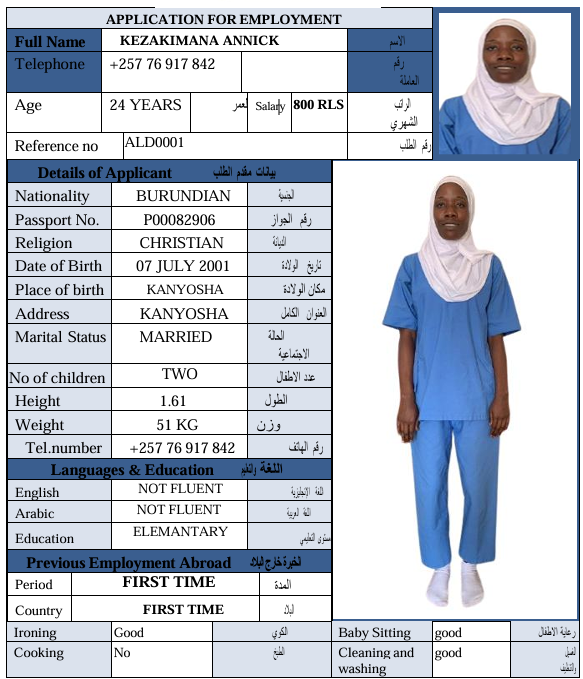 APPLICATION FOR EMPLOYMENT
Full Name KEZAKIMANA ANNICK الاسم
Telephone +257 76 917 842 رقم
العاملة
Age 24 YEARS لعمر Salary 800 RLS الراتب
الشهري
Reference no ALD0001 رقم الطلب
Details of Applicant بيانات مقدم الطلب
Nationality BURUNDIAN الجنسية
Passport No. P00082906 رقم الجواز
Religion CHRISTIAN الديانة
Date of Birth 07 JULY 2001 تاريخ الولادة
Place of birth KANYOSHA مكان الولادة
Address KANYOSHA العنوان الكامل
Marital Status MARRIED الحالة
الاجتماعية
No of children TWO عدد الاطفال
Height 1.61 الطول
Weight 51 KG وزن
Tel.number +257 76 917 842 رقم الهاتف
Languages & Education اللغة والتعليم
English NOT FLUENT اللغة الإنجليزية
Arabic NOT FLUENT اللغة العربية
Education ELEMANTARY مستوى التعليمي
Previous Employment Abroad الخبرة خارج البلاد
Period FIRST TIME المدة
Country FIRST TIME البلاد
Ironing Good الكوي Baby Sitting good رعاية الاطفال
Cooking No الطبخ Cleaning and washing good الغسيل
والتنظيف